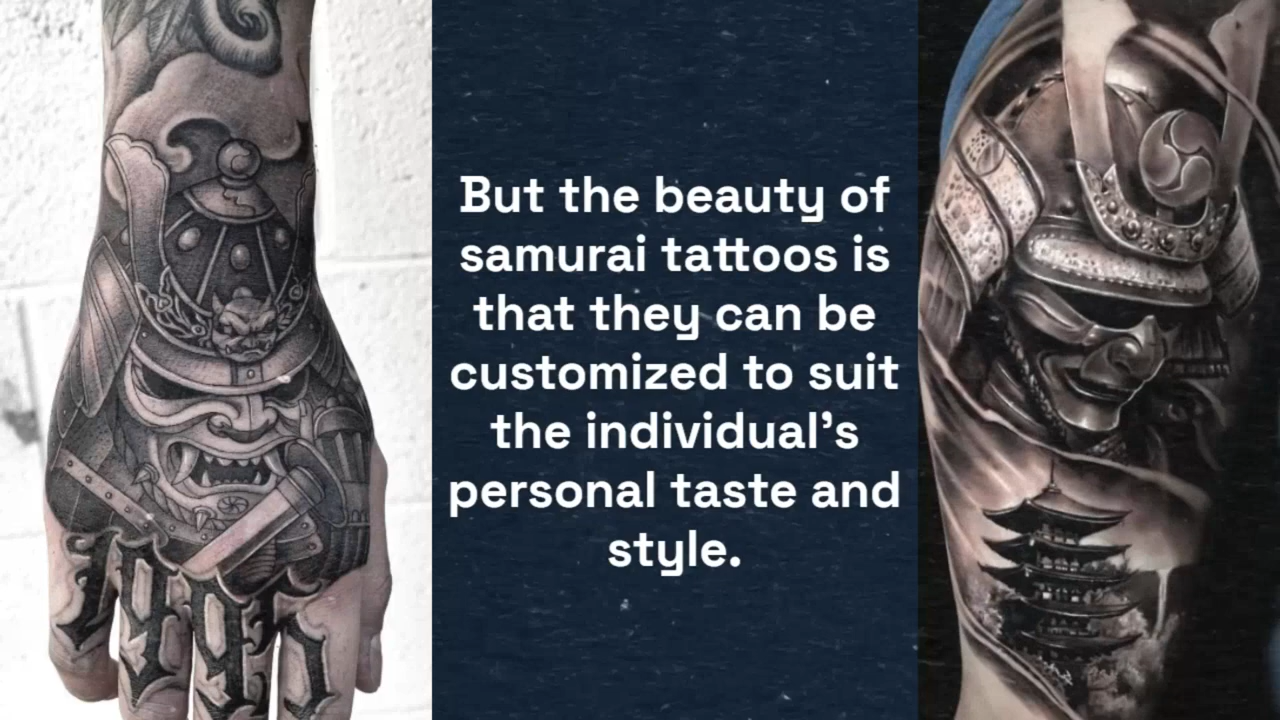 But the beauty of
samurai tattoos is
that they can be
customized to suit
the individual’s
personal taste and
style.
1995